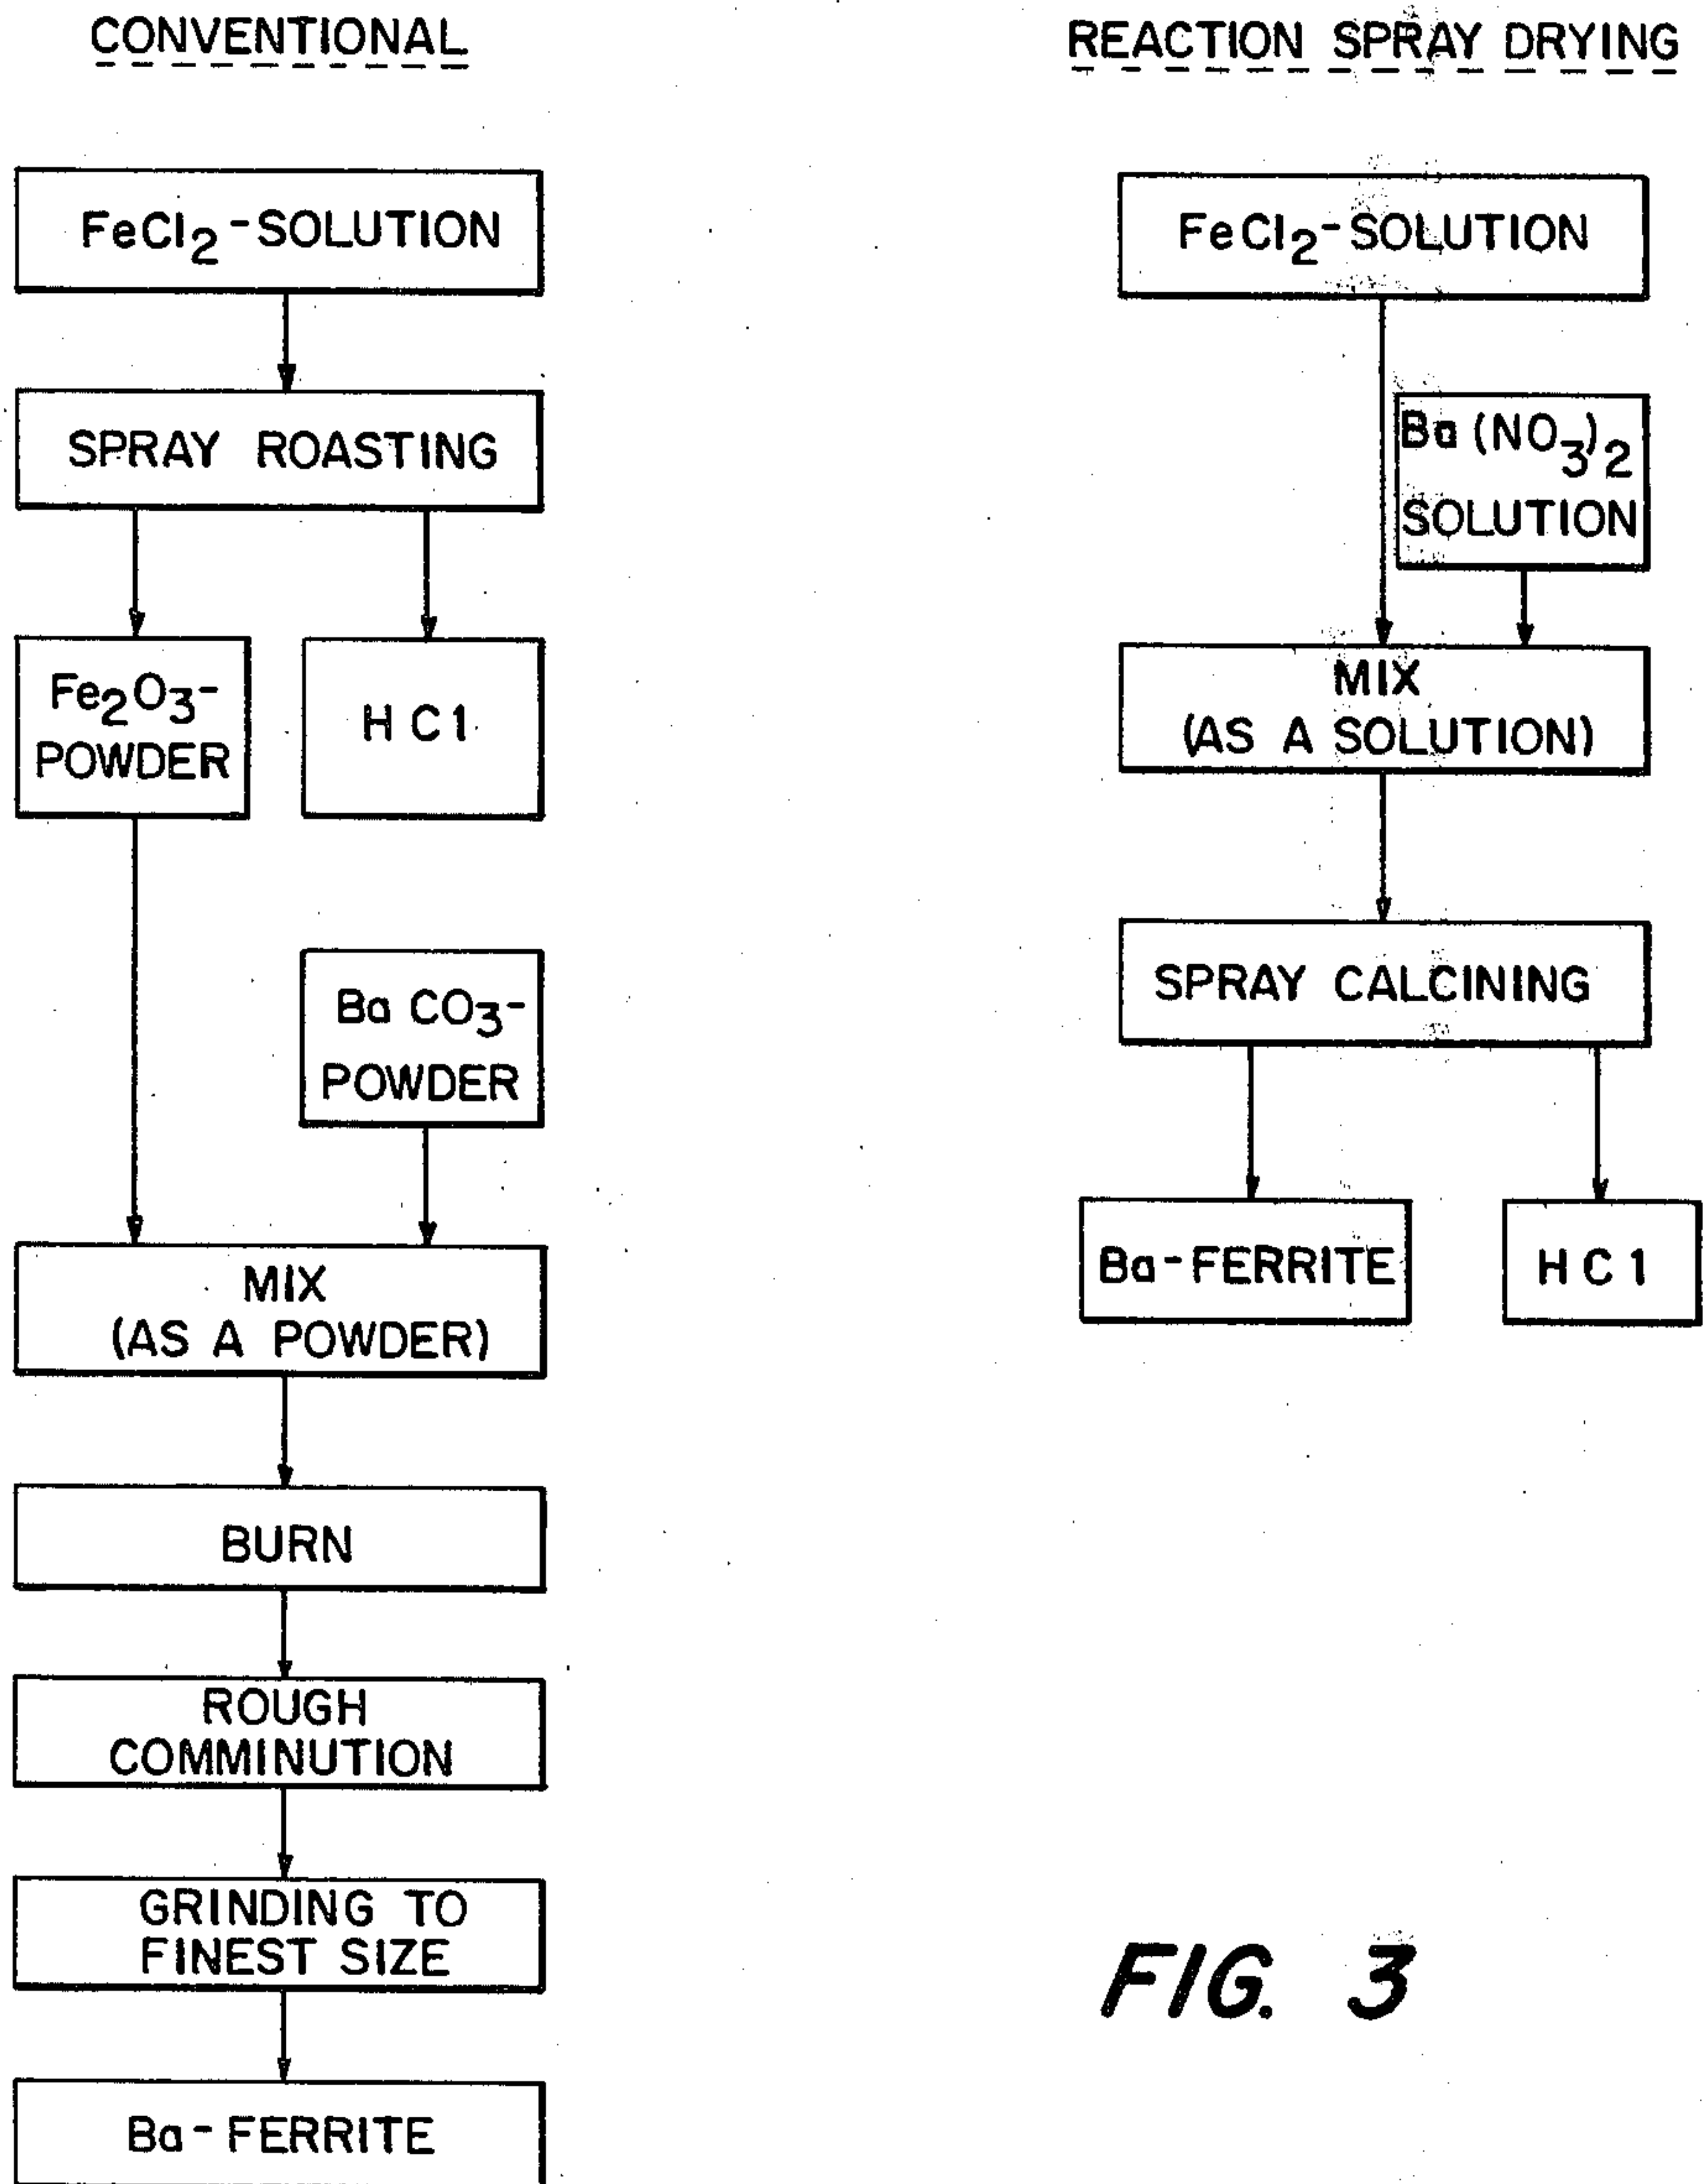 CONVENTIONAL
FeCl2-SOLUTION
SPRAY ROASTING
Fe2O3-
POWDER
HCl
Ba CO3-
POWDER
MIX
(AS A POWDER)
BURN
ROUGH
COMMINUTION
GRINDING TO
FINEST SIZE
Ba-FERRITE
REACTION SPRAY DRYING
FeCl2-SOLUTION
Ba(NO3)2
SOLUTION
MIX
(AS A SOLUTION)
SPRAY CALCINING
Ba-FERRITE
HCl
FIG. 3